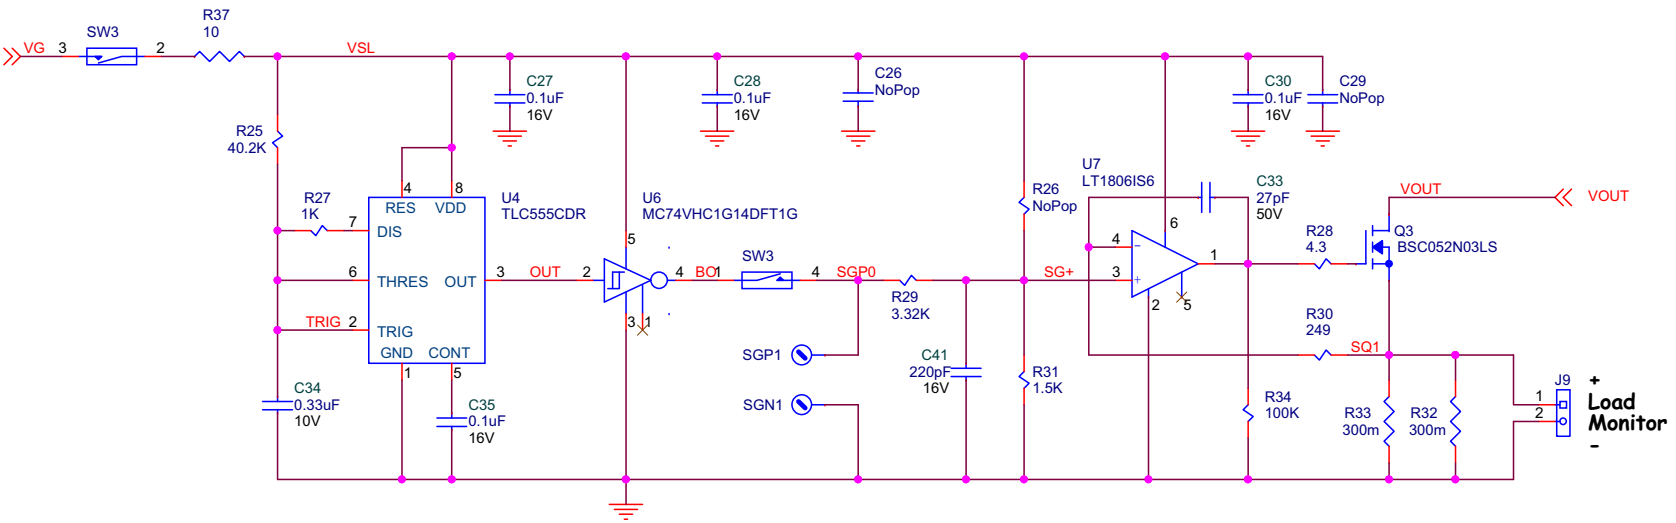 VG
3
SW3
2
R37
10
VSL
C27
0.1uF
16V
C28
0.1uF
16V
C26
NoPop
C30
0.1uF
16V
C29
NoPop
R25
40.2K
R27
1K
7
6
TRIG
2
4
8
RES
VDD
DIS
THRES
OUT
TRIG
GND
CONT
1
5
U4
TLC555CDR
3
OUT
2
U6
MC74VHC1G14DFT1G
5
4
3
1
BO
1
SW3
4
SGP0
R29
3.32K
SGP1
SGN1
C34
0.33uF
10V
C35
0.1uF
16V
C41
220pF
16V
R26
NoPop
SG+
R31
1.5K
U7
LT1806IS6
4
3
6
1
2
5
-
+
C33
27pF
50V
R28
4.3
VOUT
VOUT
Q3
BSC052N03LS
R30
249
SQ1
R34
100K
R33
300m
R32
300m
J9
1
2
+
Load
Monitor
-